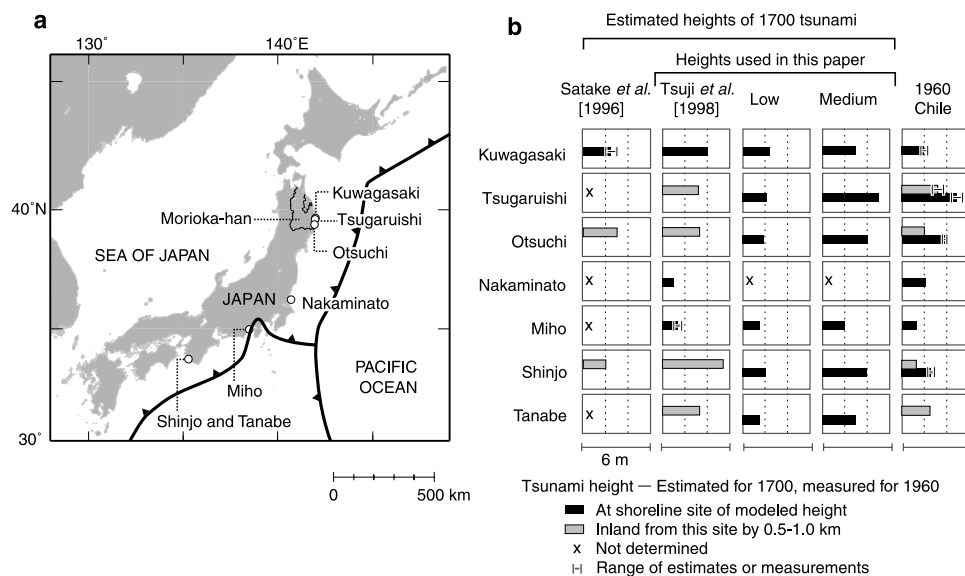 a
130˚
140˚E
40˚N
30˚
Kuwagasaki
Morioka-han
Tsugaruishi
Otsuchi
SEA OF JAPAN
JAPAN
Nakaminato
PACIFIC
OCEAN
Miho
Shinjo and Tanabe
0
500 km
b
Estimated heights of 1700 tsunami
Heights used in this paper
Satake et al.
[1996]
Tsuji et al.
[1998]
Low
Medium
1960
Chile
Kuwagasaki
Tsugaruishi
x
Otsuchi
Nakaminato
x
x
x
Miho
x
Shinjo
Tanabe
x
6 m
Tsunami height — Estimated for 1700, measured for 1960
At shoreline site of modeled height
Inland from this site by 0.5-1.0 km
x Not determined
Range of estimates or measurements